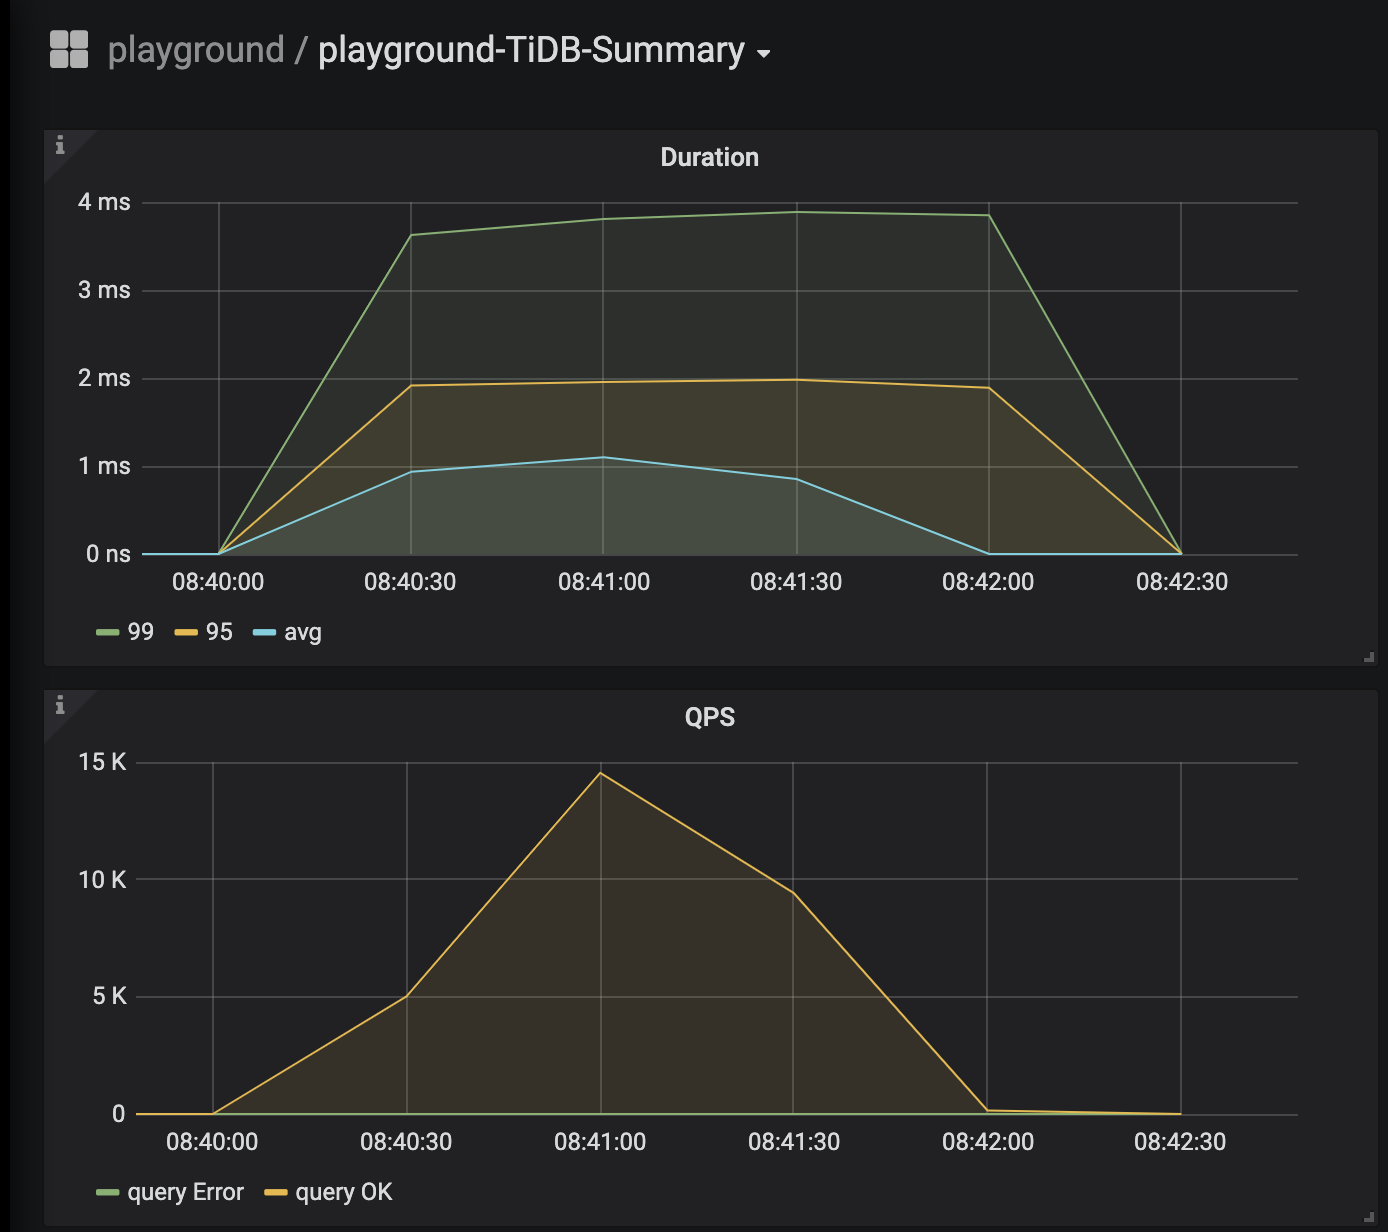 playground / playground-TiDB-Summary
i
Duration
4 ms
3 ms
2 ms
1 ms
0 ns
08:40:00 08:40:30 08:41:00 08:41:30 08:42:00 08:42:30
99 95 avg
i
QPS
15 K
10 K
5 K
0
08:40:00 08:40:30 08:41:00 08:41:30 08:42:00 08:42:30
query Error query OK